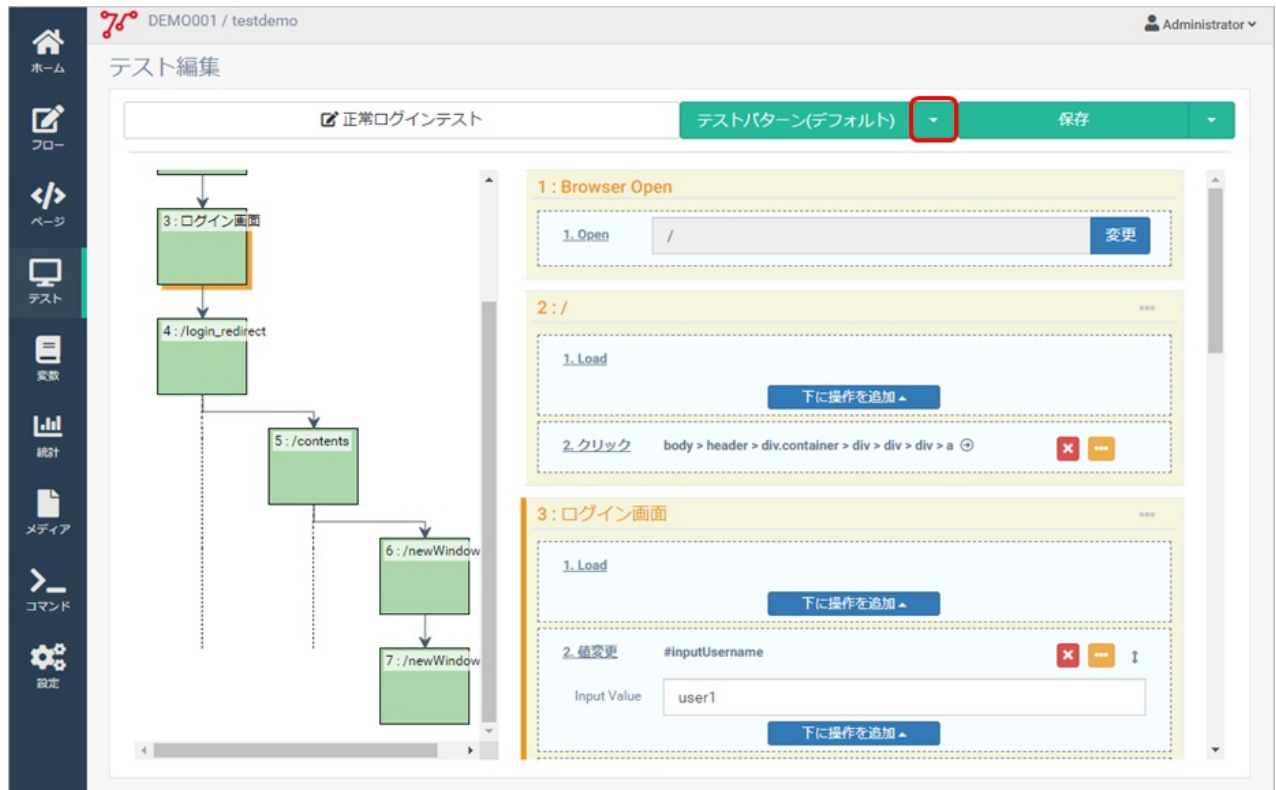 DEMO001 / testdemo
Administrator
ホーム
フロー
ページ
テスト
変数
統計
メディア
コマンド
設定
テスト編集
正常ログインテスト
テストパターン(デフォルト)
保存
3 : ログイン画面
4 : /login_redirect
5 : /contents
6 : /newWindow
7 : /newWindow
1 : Browser Open
1. Open
/
変更
2 : /
1. Load
下に操作を追加
2. クリック
body > header > div.container > div > div > div > a
3 : ログイン画面
1. Load
下に操作を追加
2. 値変更
#inputUsername
Input Value
user1
下に操作を追加